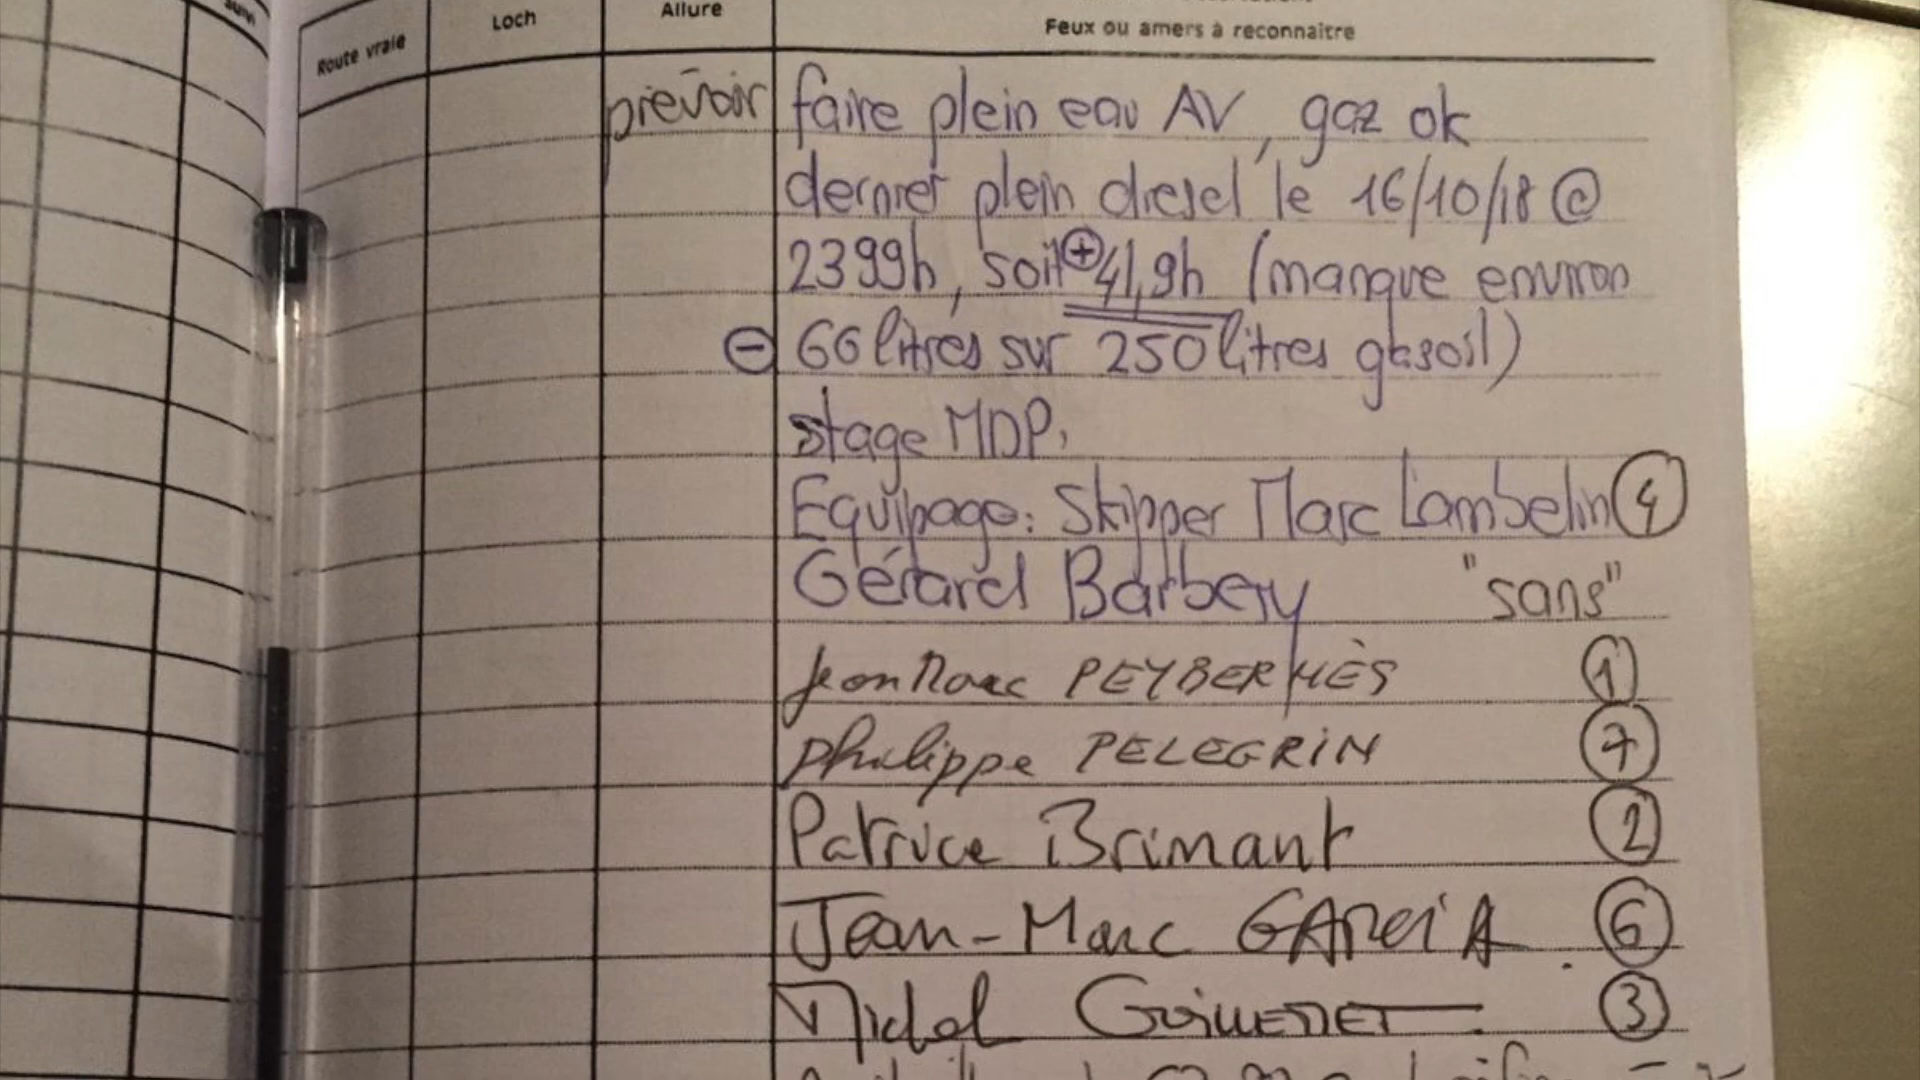 suivi
Route vraie Loch Allure
Feux ou amers à reconnaitre
prévoir faire plein eau AV, gaz ok
dernier plein diesel le 16/10/18 @
2399h, soit + 41,9h (manque environ
- 66 litres sur 250 litres gasoil)
stage MDP,
Equipage: Skipper Marc Lambelin 4
Gérard Barbery "sans"
Jean Marc PEYBERHÈS 1
philippe PELEGRIN 7
Patrice Brimant 2
Jean-Marc GARCIA 6
Michel 3